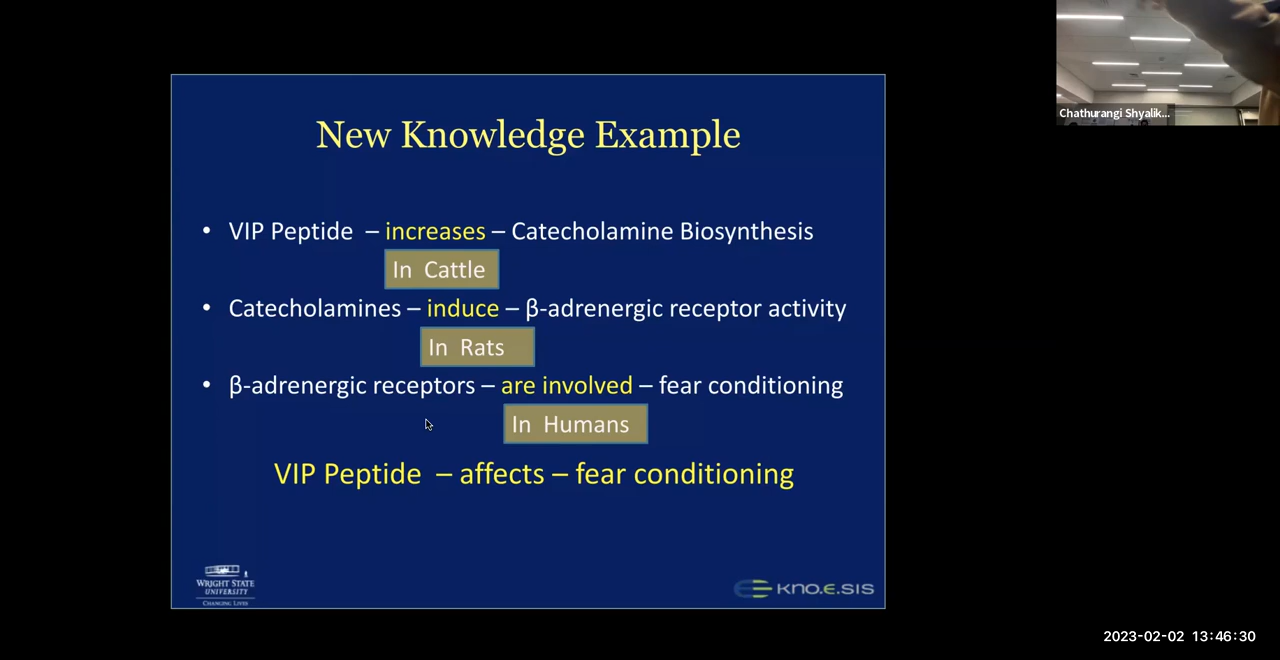 Chathurangi Shyalik...
New Knowledge Example
• VIP Peptide – increases – Catecholamine Biosynthesis
In Cattle
• Catecholamines – induce – β-adrenergic receptor activity
In Rats
• β-adrenergic receptors – are involved – fear conditioning
In Humans
VIP Peptide – affects – fear conditioning
WRIGHT STATE
UNIVERSITY
CHANGING LIVES
kno.e.sis
2023-02-02 13:46:30